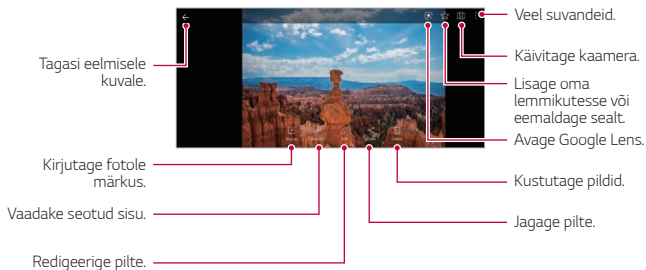 Veel suvandeid.
Käivitage kaamera.
Tagasi eelmisele
kuvale.
Lisage oma
lemmikutesse või
eemaldage sealt.
Avage Google Lens.
Kirjutage fotole
märkus.
Kustutage pildid.
Vaadake seotud sisu.
Jagage pilte.
Redigeerige pilte.